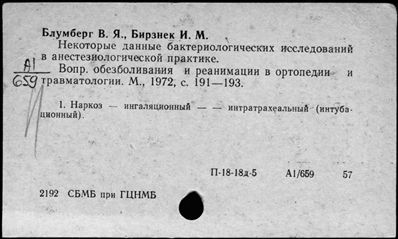 Блумберг В. Я., Бирзнек И. М.
Некоторые данные бактериологических исследований
в анестезиологической практике.
А1
659
Вопр. обезболивания и реанимации в ортопедии и
травматологии. М., 1972, с. 191—193.
1. Наркоз — ингаляционный — — интратрахеальный (интуба-
ционный).
П-18-18д-5 А1/659 57
2192 СБМБ при ГЦНМБ